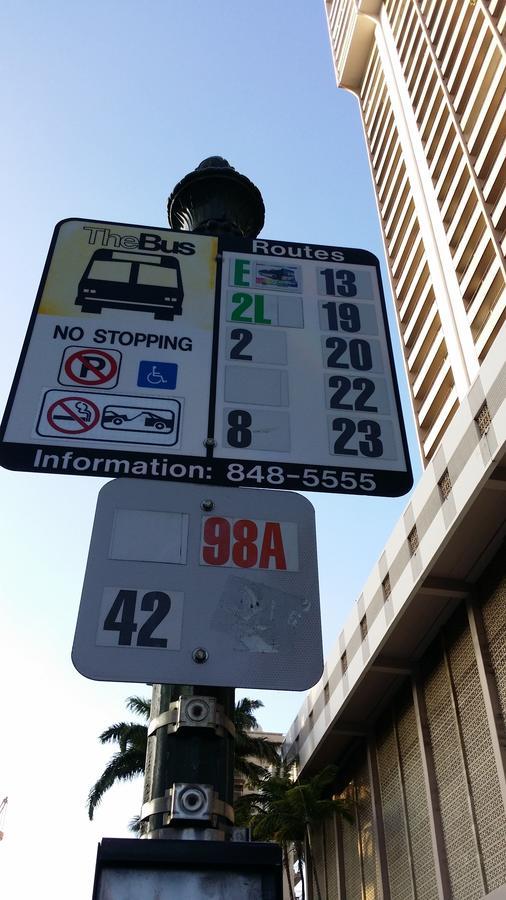 TheBus
NO STOPPING
P
Routes
E 13
2L 19
2 20
22
8 23
Information: 848-5555
98A
42